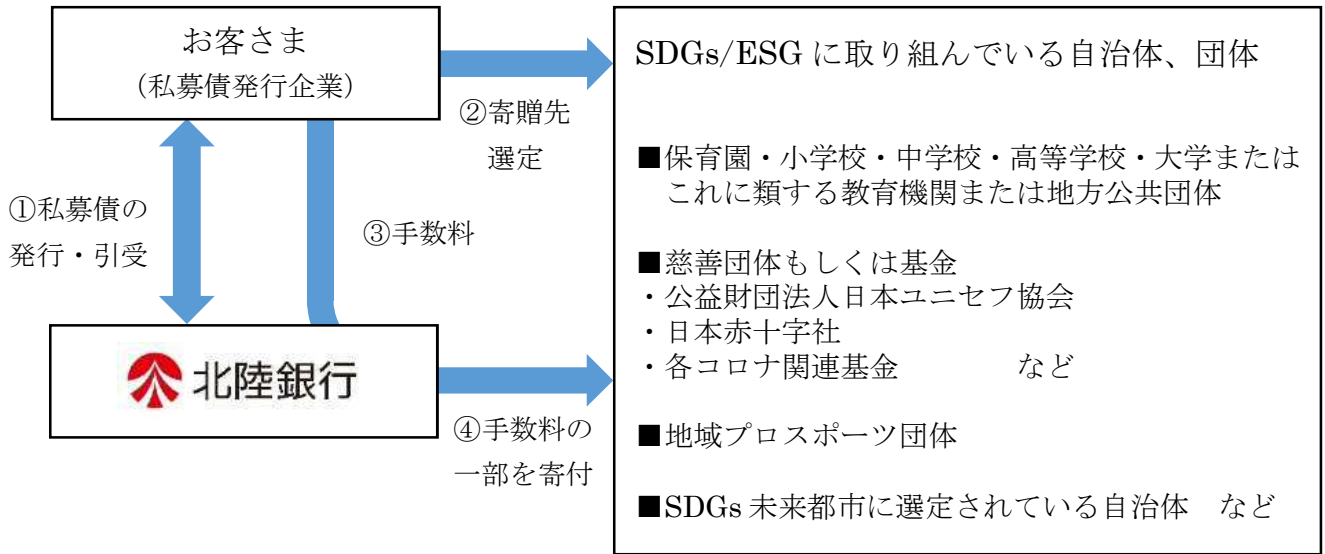 お客さま
（私募債発行企業）
②寄贈先
選定
①私募債の
発行・引受
③手数料
北陸銀行
④手数料の
一部を寄付
SDGs/ESG に取り組んでいる自治体、団体
■保育園・小学校・中学校・高等学校・大学または
これに類する教育機関または地方公共団体
■慈善団体もしくは基金
・公益財団法人日本ユニセフ協会
・日本赤十字社
・各コロナ関連基金　　　　など
■地域プロスポーツ団体
■SDGs 未来都市に選定されている自治体　など